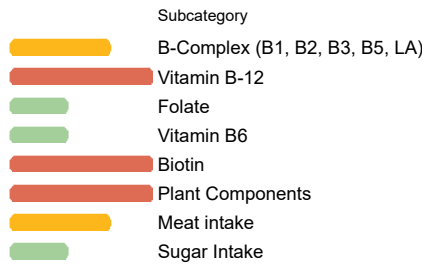 Subcategory
B-Complex (B1, B2, B3, B5, LA)
Vitamin B-12
Folate
Vitamin B6
Biotin
Plant Components
Meat intake
Sugar Intake